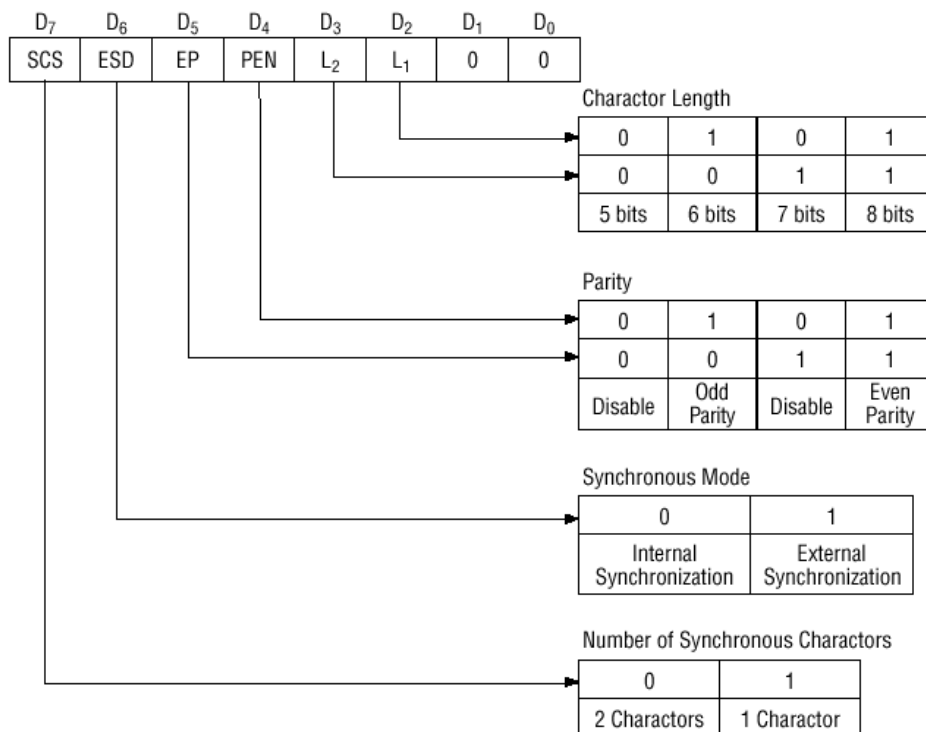 D7 D6 D5 D4 D3 D2 D1 D0
SCS ESD EP PEN L2 L1 0 0
Charactor Length
0 1 0 1
0 0 1 1
5 bits 6 bits 7 bits 8 bits
Parity
0 1 0 1
0 0 1 1
Disable Odd Parity Disable Even Parity
Synchronous Mode
0 1
Internal Synchronization External Synchronization
Number of Synchronous Charactors
0 1
2 Charactors 1 Charactor